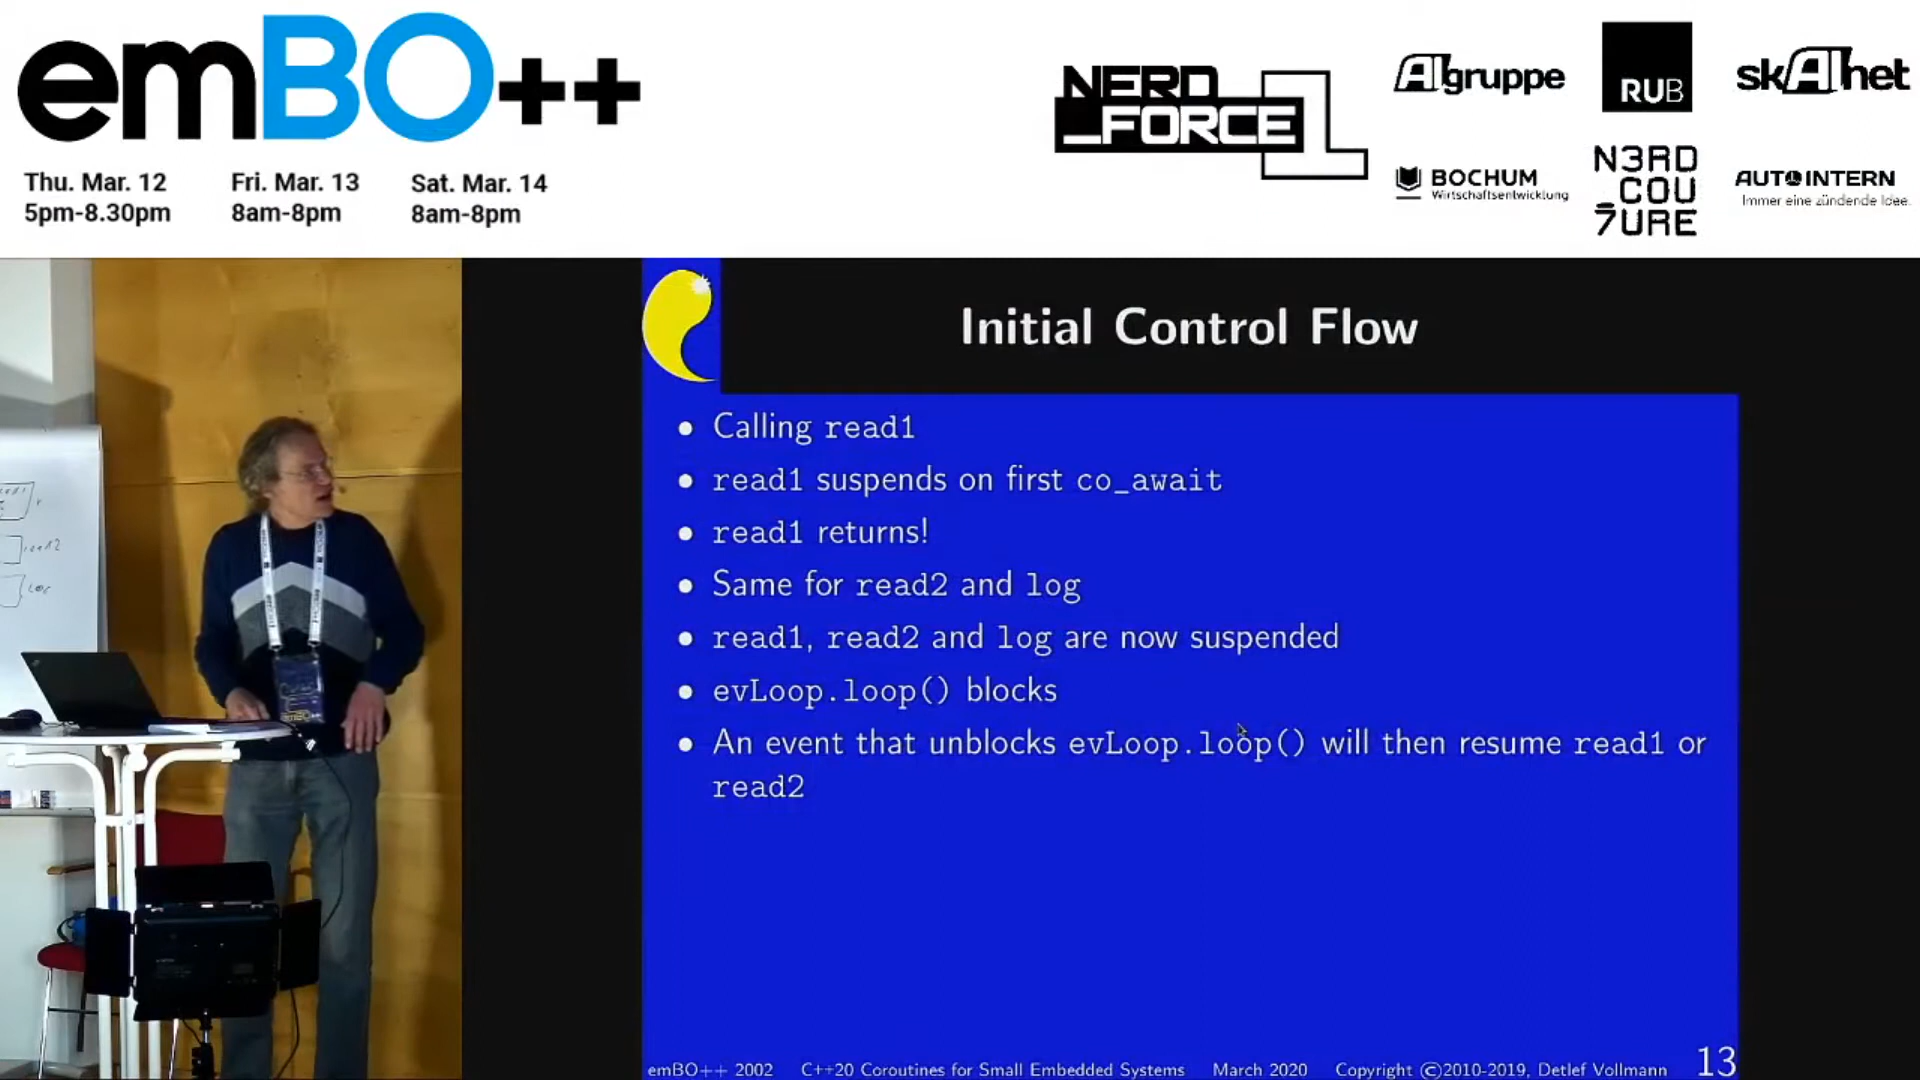 emBO++
Thu. Mar. 12
5pm-8.30pm
Fri. Mar. 13
8am-8pm
Sat. Mar. 14
8am-8pm
NERD
_FORCE
1
AIgruppe
RUB
skAInet
BOCHUM
Wirtschaftsentwicklung
N3RD
COU
7URE
AUTOINTERN
Immer eine zündende Idee.
Initial Control Flow
• Calling read1
• read1 suspends on first co_await
• read1 returns!
• Same for read2 and log
• read1, read2 and log are now suspended
• evLoop.loop() blocks
• An event that unblocks evLoop.loop() will then resume read1 or
read2
emBO++ 2002 C++20 Coroutines for Small Embedded Systems March 2020 Copyright ©2010-2019, Detlef Vollmann 13